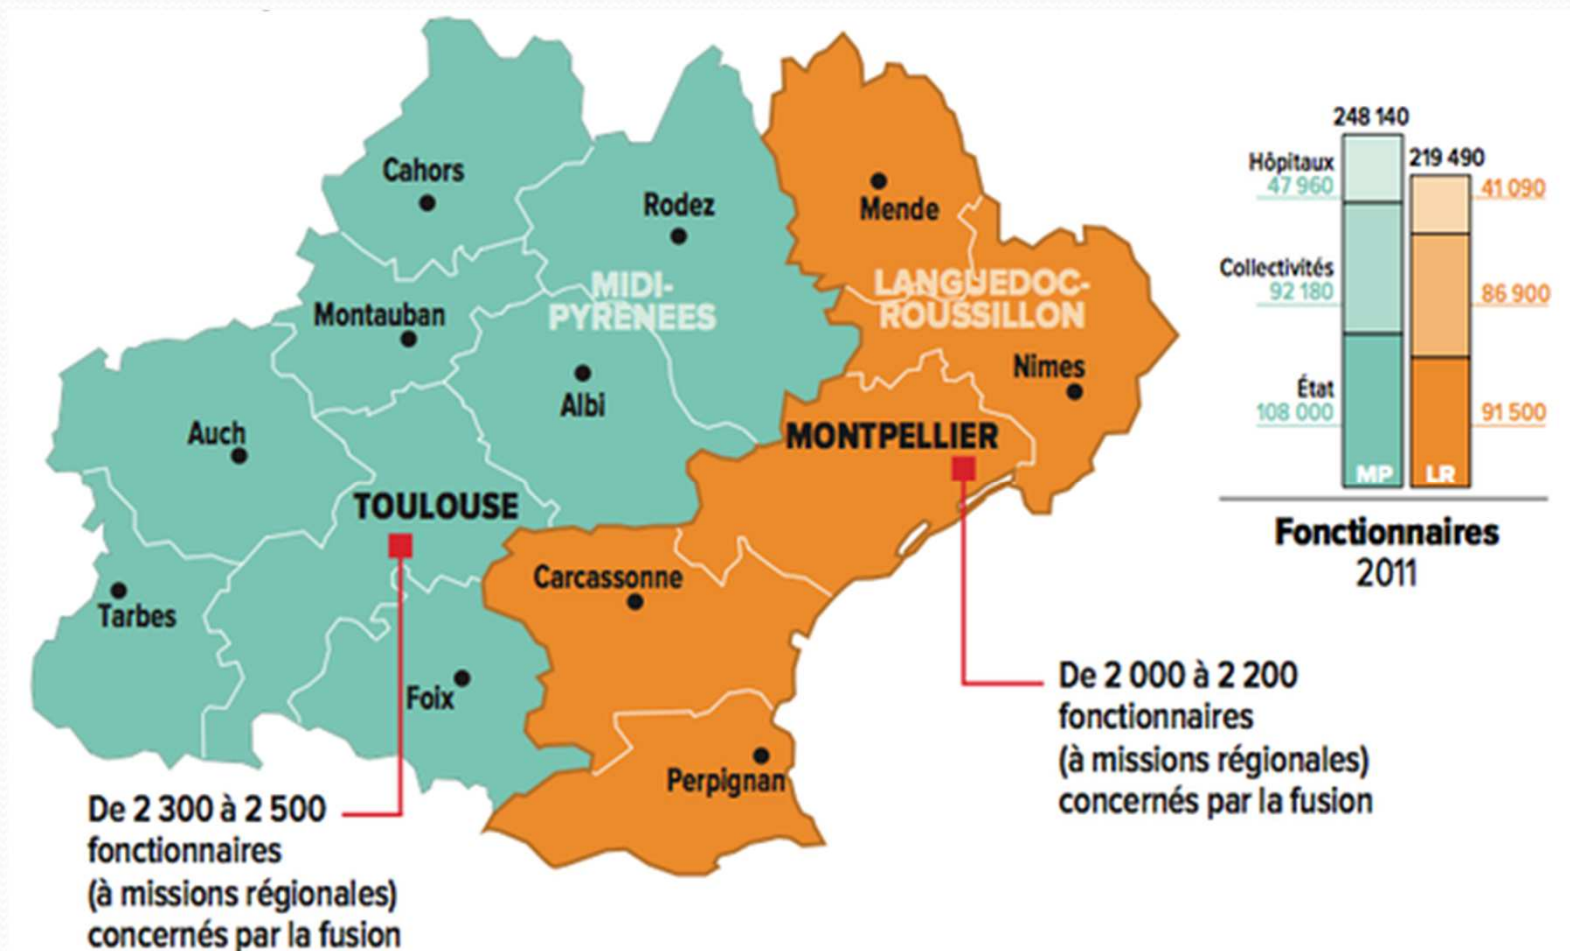 Cahors
Rodez
Mende
MIDI-
PYRENEES
LANGUEDOC-
ROUSSILLON
Montauban
Nimes
Albi
Auch
MONTPELLIER
TOULOUSE
Carcassonne
Tarbes
Foix
Perpignan
De 2 300 à 2 500
fonctionnaires
(à missions régionales)
concernés par la fusion
De 2 000 à 2 200
fonctionnaires
(à missions régionales)
concernés par la fusion
248 140
219 490
Hôpitaux
47 960
41 090
Collectivités
92 180
86 900
État
108 000
91 500
MP
LR
Fonctionnaires
2011